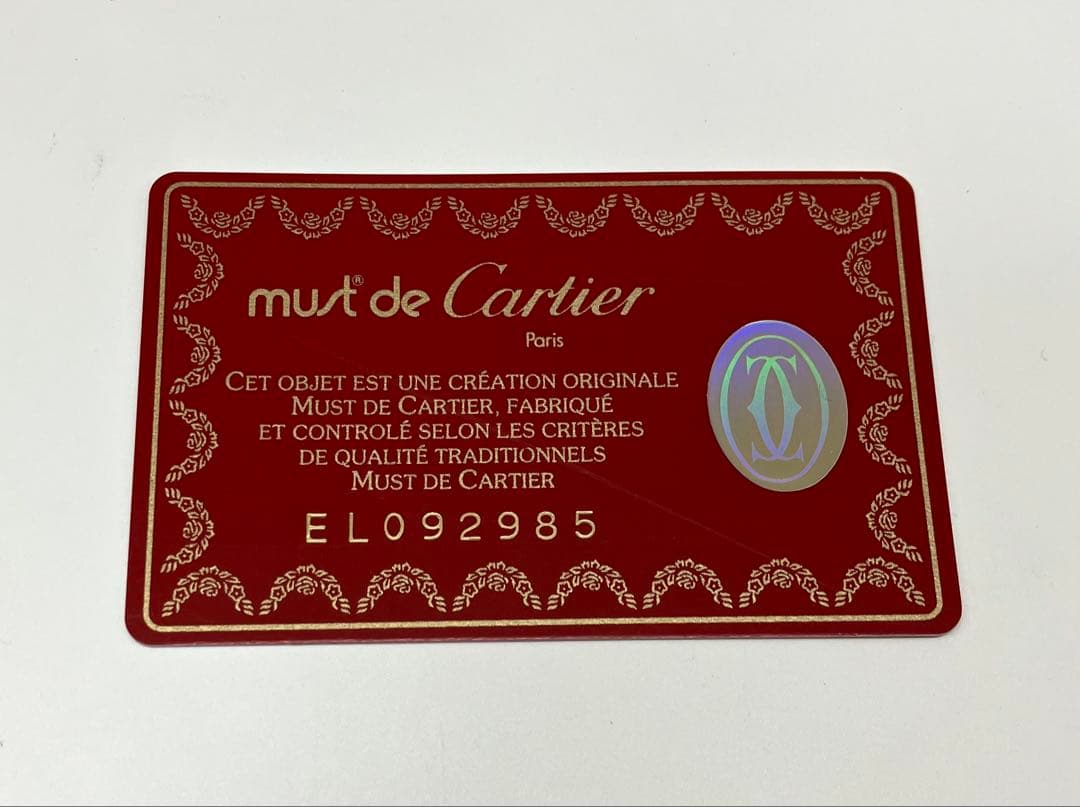 must® de Cartier
Paris
CET OBJET EST UNE CRÉATION ORIGINALE
MUST DE CARTIER, FABRIQUÉ
ET CONTROLÉ SELON LES CRITÈRES
DE QUALITÉ TRADITIONNELS
MUST DE CARTIER
EL092985